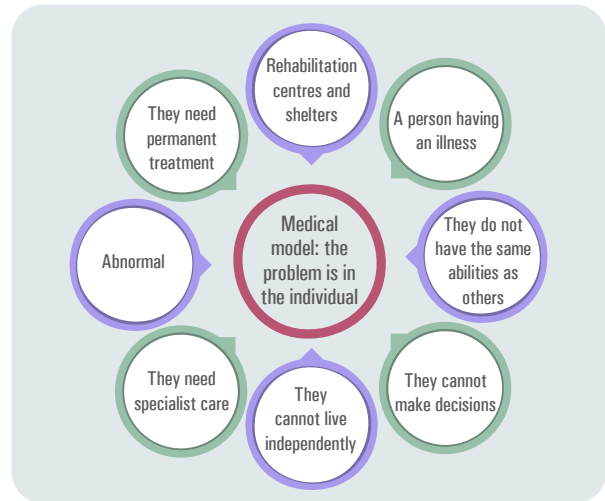 Rehabilitation
centres and
shelters
A person having
an illness
They do not
have the same
abilities as
others
They cannot
make decisions
They
cannot live
independently
They need
specialist care
Abnormal
They need
permanent
treatment
Medical
model: the
problem is in
the individual